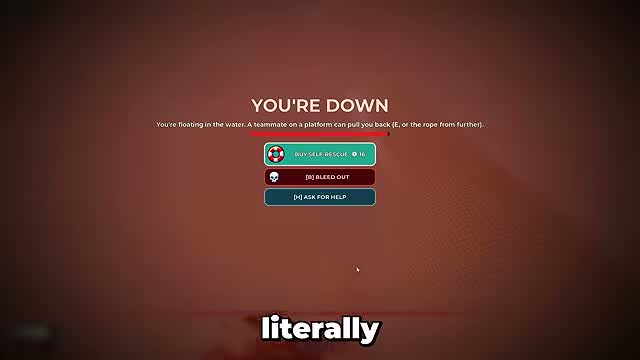 YOU'RE DOWN
You're floating in the water. A teammate on a platform can pull you back (E, or the rope from further).
BUY SELF-RESCUE 16
[B] BLEED OUT
[H] ASK FOR HELP
literally